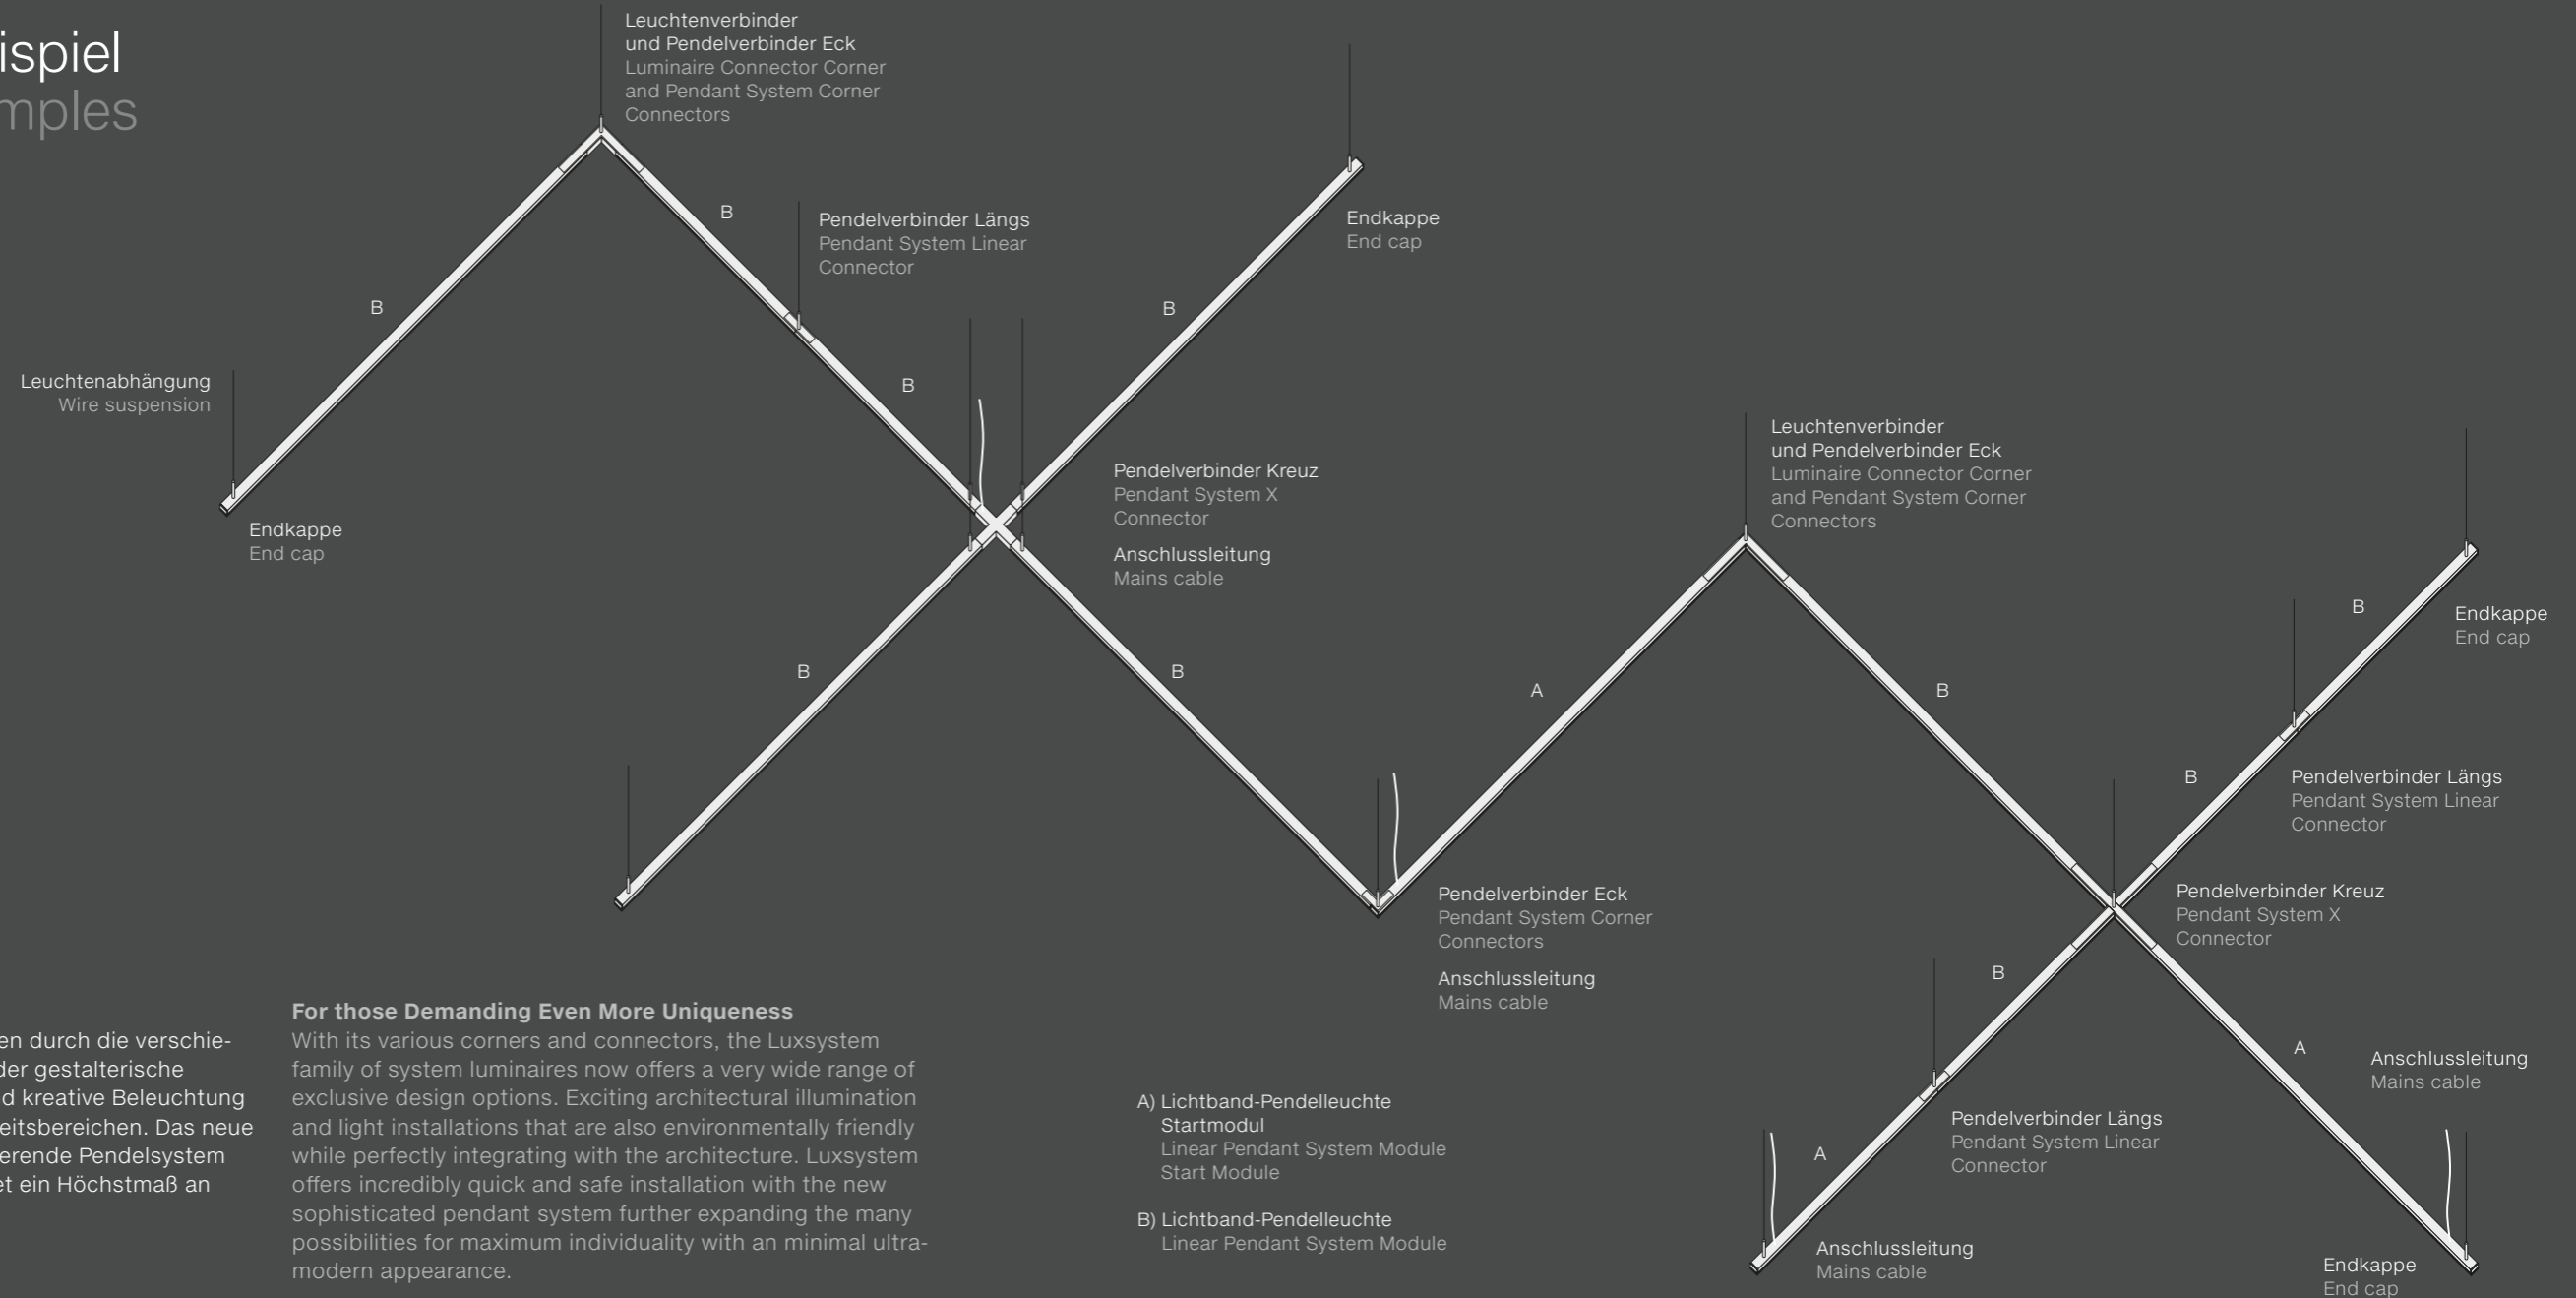 ispiel
mples
Leuchtenverbinder
und Pendelverbinder Eck
Luminaire Connector Corner
and Pendant System Corner
Connectors
B
Pendelverbinder Längs
Pendant System Linear
Connector
Endkappe
End cap
B
B
Leuchtenabhängung
Wire suspension
B
Endkappe
End cap
Pendelverbinder Kreuz
Pendant System X
Connector
Anschlussleitung
Mains cable
Leuchtenverbinder
und Pendelverbinder Eck
Luminaire Connector Corner
and Pendant System Corner
Connectors
B
Endkappe
End cap
B
B
A
B
B
Pendelverbinder Längs
Pendant System Linear
Connector
Pendelverbinder Eck
Pendant System Corner
Connectors
Anschlussleitung
Mains cable
Pendelverbinder Kreuz
Pendant System X
Connector
B
A
Anschlussleitung
Mains cable
Pendelverbinder Längs
Pendant System Linear
Connector
A
Anschlussleitung
Mains cable
Endkappe
End cap
en durch die verschie-
der gestalterische
d kreative Beleuchtung
eitsbereichen. Das neue
erende Pendelsystem
et ein Höchstmaß an
For those Demanding Even More Uniqueness
With its various corners and connectors, the Luxsystem
family of system luminaires now offers a very wide range of
exclusive design options. Exciting architectural illumination
and light installations that are also environmentally friendly
while perfectly integrating with the architecture. Luxsystem
offers incredibly quick and safe installation with the new
sophisticated pendant system further expanding the many
possibilities for maximum individuality with an minimal ultra-
modern appearance.
A) Lichtband-Pendelleuchte
Startmodul
Linear Pendant System Module
Start Module
B) Lichtband-Pendelleuchte
Linear Pendant System Module